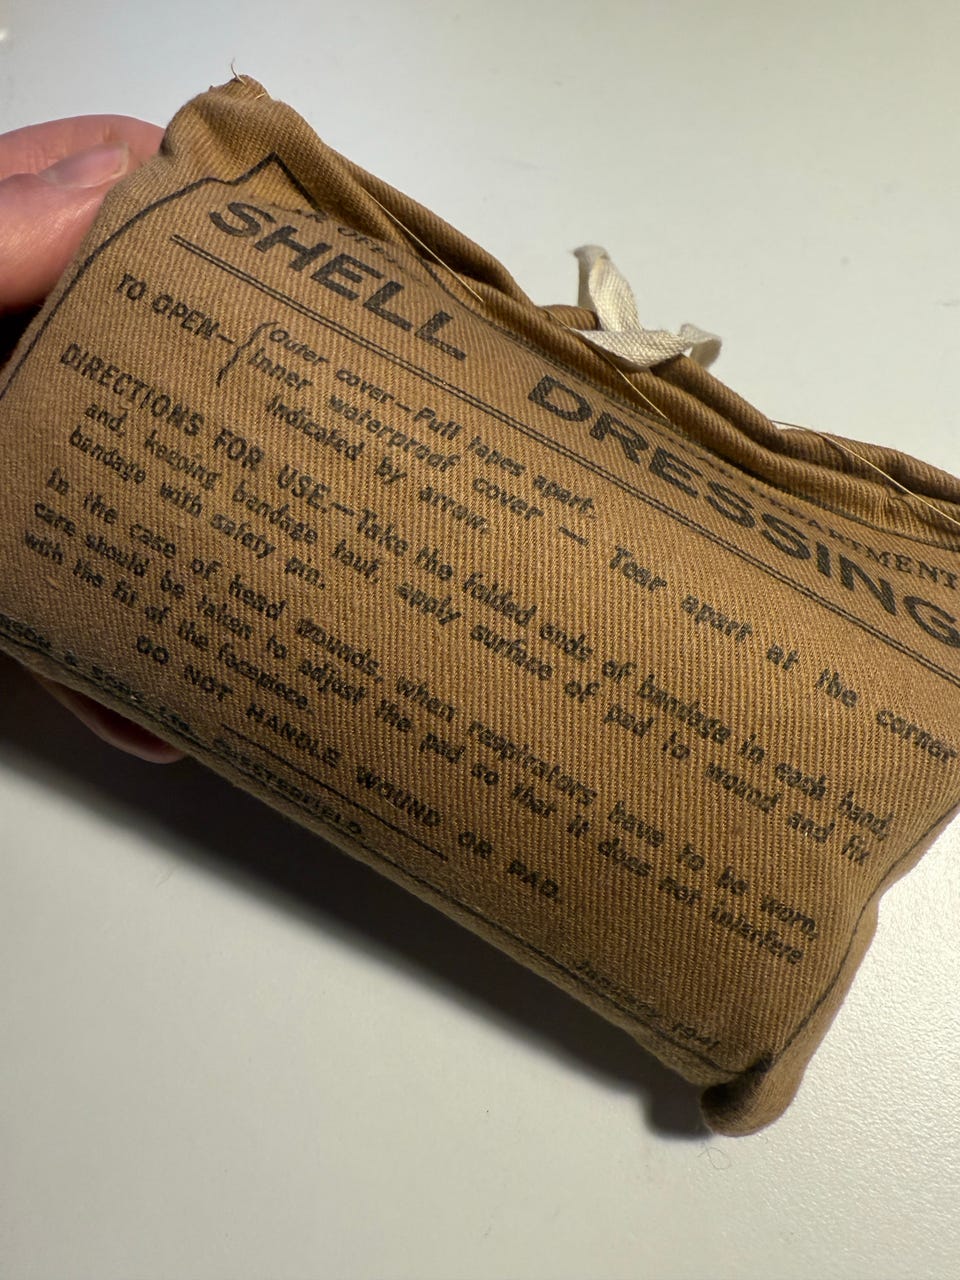 DEPARTMENT
SHELL DRESSING
TO OPEN— Outer cover—Pull tapes apart.
Inner waterproof cover — Tear apart at the corner
indicated by arrow.
DIRECTIONS FOR USE.—Take the folded ends of bandage in each hand,
and, keeping bandage taut, apply surface of pad to wound and fix
bandage with safety pin.
In the case of head wounds, when respirators have to be worn,
care should be taken to adjust the pad so that it does not interfere
with the fit of the facepiece.
DO NOT HANDLE WOUND OR PAD.
LTD. CHESTERFIELD.
1941